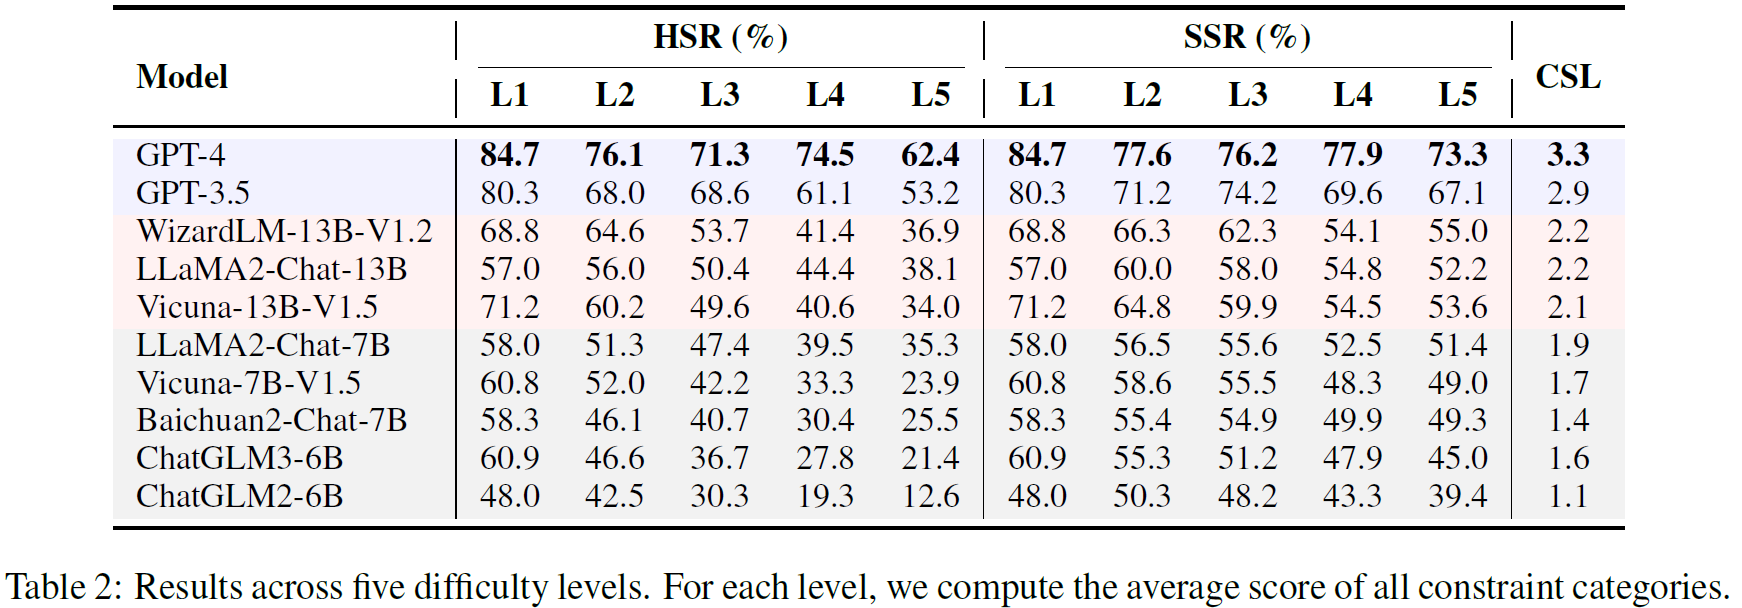 Model HSR (%) SSR (%) CSL
L1 L2 L3 L4 L5 L1 L2 L3 L4 L5
GPT-4 84.7 76.1 71.3 74.5 62.4 84.7 77.6 76.2 77.9 73.3 3.3
GPT-3.5 80.3 68.0 68.6 61.1 53.2 80.3 71.2 74.2 69.6 67.1 2.9
WizardLM-13B-V1.2 68.8 64.6 53.7 41.4 36.9 68.8 66.3 62.3 54.1 55.0 2.2
LLaMA2-Chat-13B 57.0 56.0 50.4 44.4 38.1 57.0 60.0 58.0 54.8 52.2 2.2
Vicuna-13B-V1.5 71.2 60.2 49.6 40.6 34.0 71.2 64.8 59.9 54.5 53.6 2.1
LLaMA2-Chat-7B 58.0 51.3 47.4 39.5 35.3 58.0 56.5 55.6 52.5 51.4 1.9
Vicuna-7B-V1.5 60.8 52.0 42.2 33.3 23.9 60.8 58.6 55.5 48.3 49.0 1.7
Baichuan2-Chat-7B 58.3 46.1 40.7 30.4 25.5 58.3 55.4 54.9 49.9 49.3 1.4
ChatGLM3-6B 60.9 46.6 36.7 27.8 21.4 60.9 55.3 51.2 47.9 45.0 1.6
ChatGLM2-6B 48.0 42.5 30.3 19.3 12.6 48.0 50.3 48.2 43.3 39.4 1.1
Table 2: Results across five difficulty levels. For each level, we compute the average score of all constraint categories.